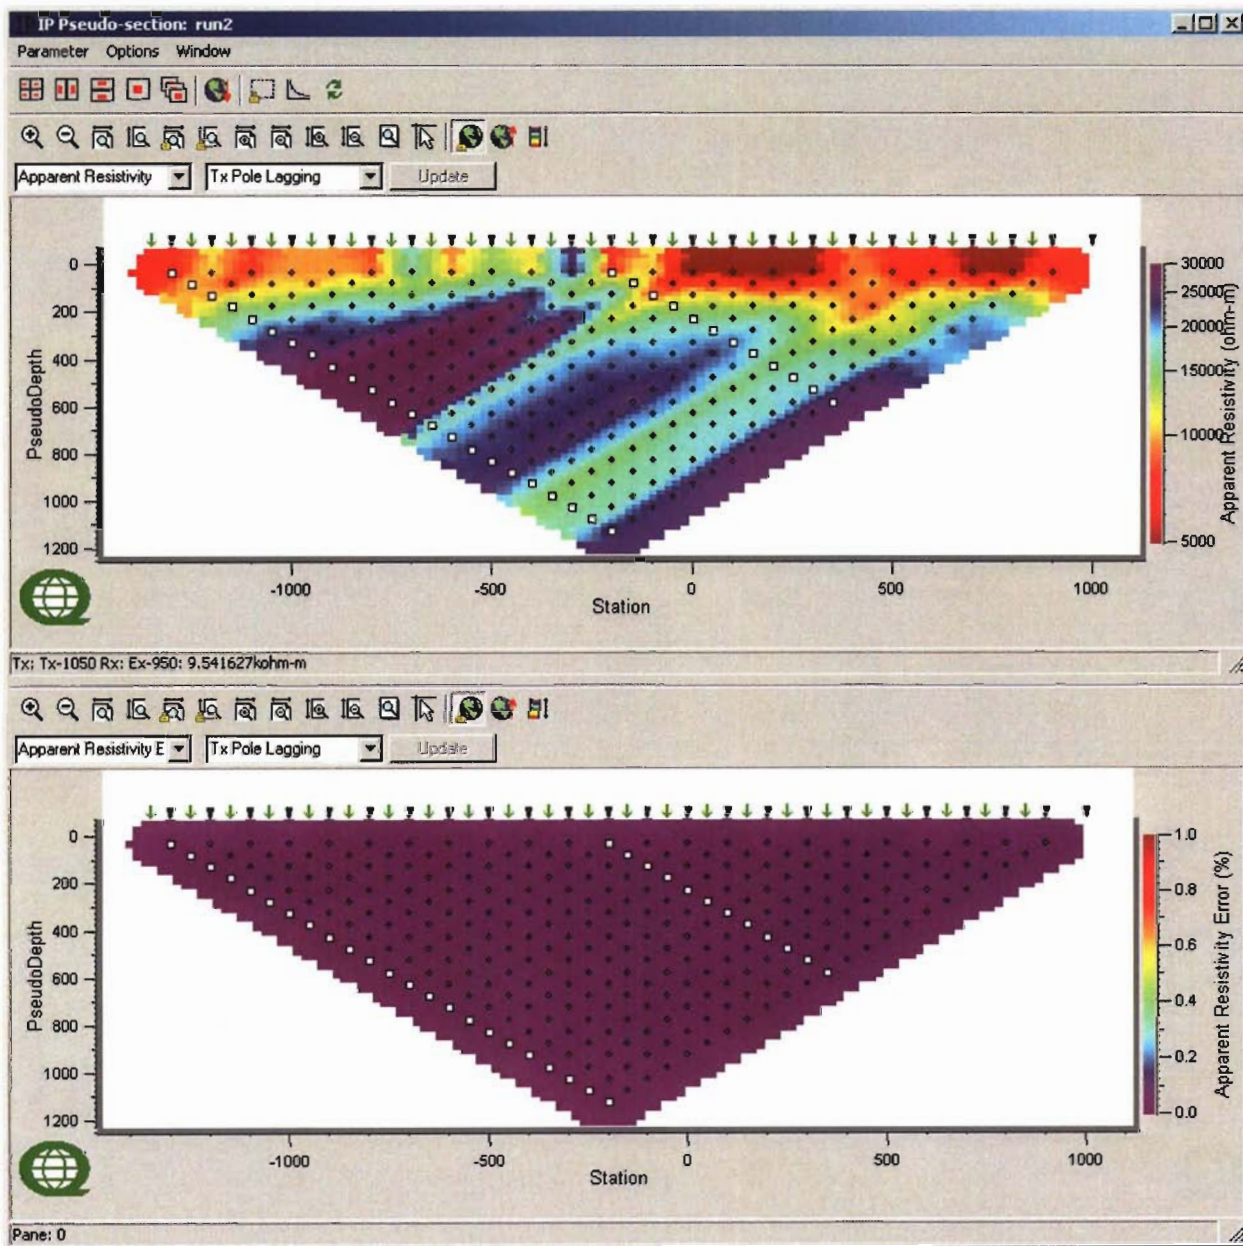 IP Pseudo-section: run2
Parameter Options Window
Apparent Resistivity Tx Pole Lagging Update
0
200
400
600
800
1000
1200
PseudoDepth
-1000 -500 0 500 1000
Station
30000
25000
20000
15000
10000
5000
Apparent Resistivity (ohm-m)
Tx: Tx-1050 Rx: Ex-950: 9.541627kohm-m
Apparent Resistivity E Tx Pole Lagging Update
0
200
400
600
800
1000
1200
PseudoDepth
-1000 -500 0 500 1000
Station
1.0
0.8
0.6
0.4
0.2
0.0
Apparent Resistivity Error (%)
Pane: 0